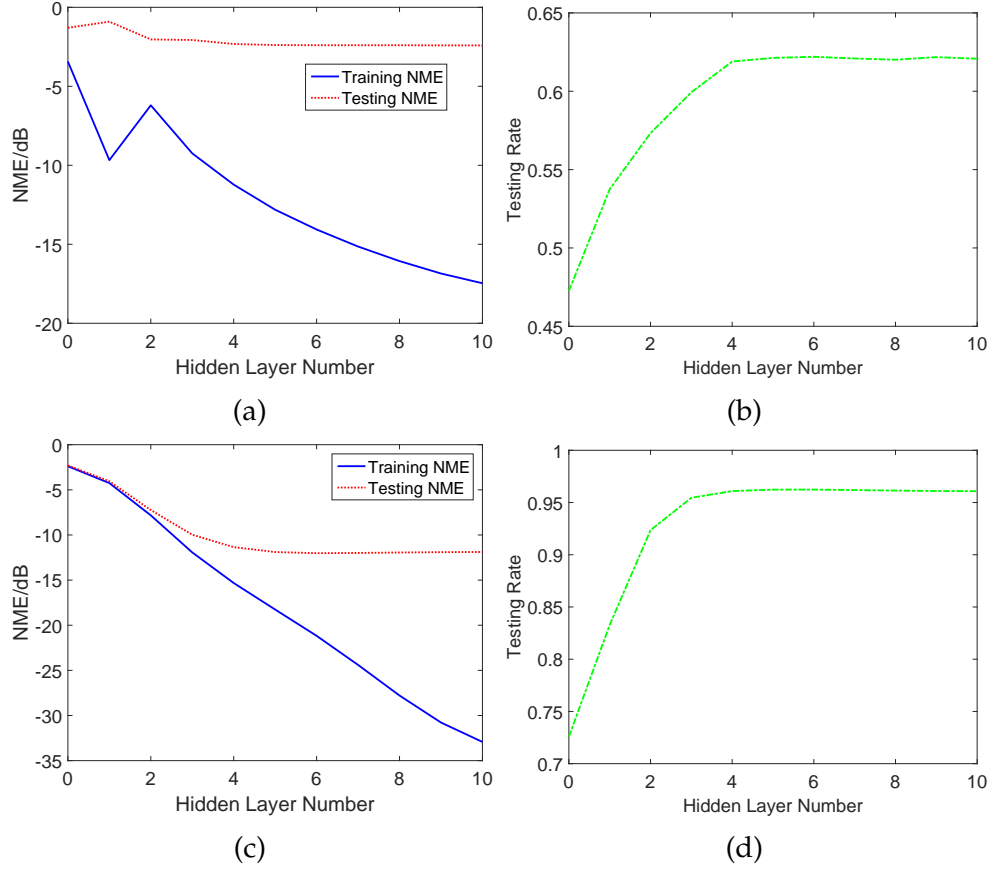 0
-5
-10
-15
-20
NME/dB
0 2 4 6 8 10
Hidden Layer Number
Training NME
Testing NME
(a)
0.65
0.6
0.55
0.5
0.45
Testing Rate
0 2 4 6 8 10
Hidden Layer Number
(b)
0
-5
-10
-15
-20
-25
-30
-35
NME/dB
0 2 4 6 8 10
Hidden Layer Number
Training NME
Testing NME
(c)
1
0.95
0.9
0.85
0.8
0.75
0.7
Testing Rate
0 2 4 6 8 10
Hidden Layer Number
(d)